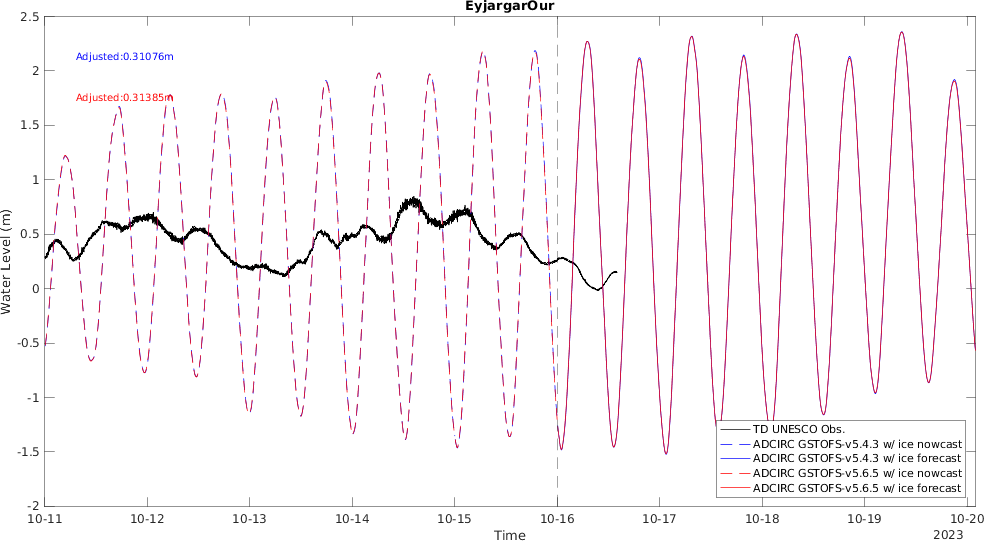 EyjargarOur
2.5
2
1.5
1
0.5
0
-0.5
-1
-1.5
-2
Water Level (m)
Adjusted:0.31076m
Adjusted:0.31385m
TD UNESCO Obs.
ADCIRC GSTOFS-v5.4.3 w/ ice nowcast
ADCIRC GSTOFS-v5.4.3 w/ ice forecast
ADCIRC GSTOFS-v5.6.5 w/ ice nowcast
ADCIRC GSTOFS-v5.6.5 w/ ice forecast
10-11 10-12 10-13 10-14 10-15 10-16 10-17 10-18 10-19 10-20
Time
2023